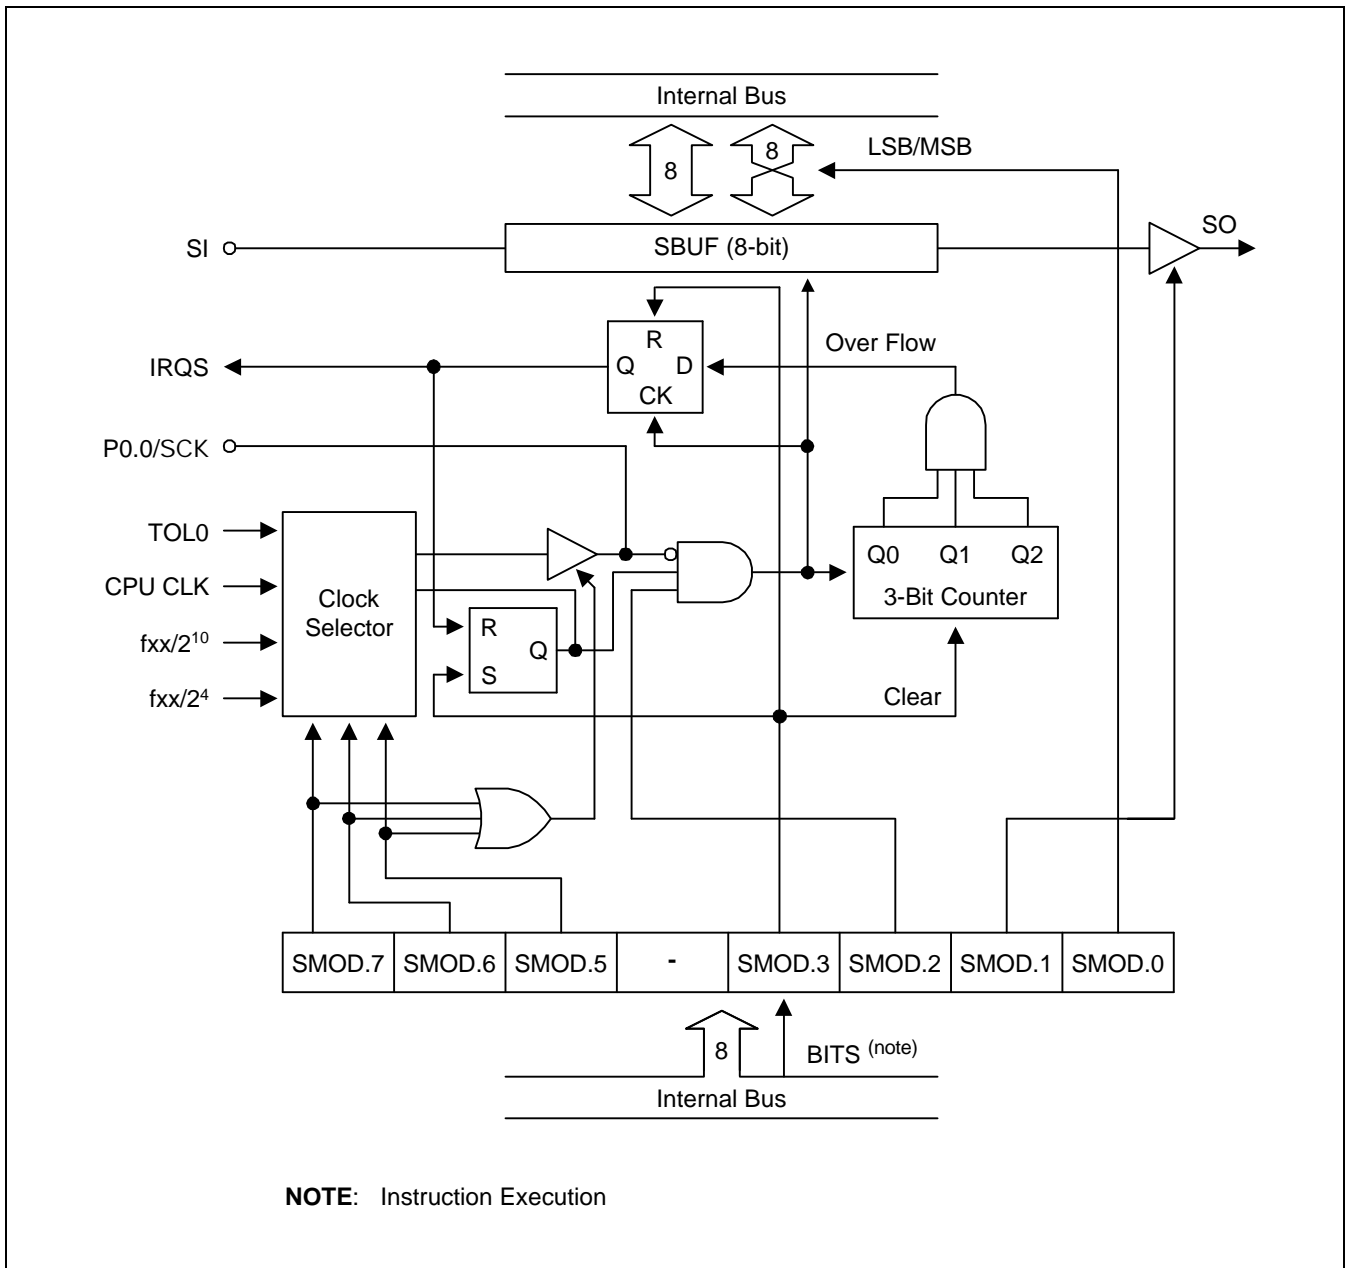 Internal Bus
8
8
LSB/MSB
SI
SBUF (8-bit)
SO
R
Q
D
CK
IRQS
Over Flow
P0.0/SCK
TOL0
CPU CLK
fxx/2¹⁰
fxx/2⁴
Clock
Selector
R
Q
S
Q0 Q1 Q2
3-Bit Counter
Clear
SMOD.7 SMOD.6 SMOD.5 - SMOD.3 SMOD.2 SMOD.1 SMOD.0
8
BITS (note)
Internal Bus
NOTE: Instruction Execution